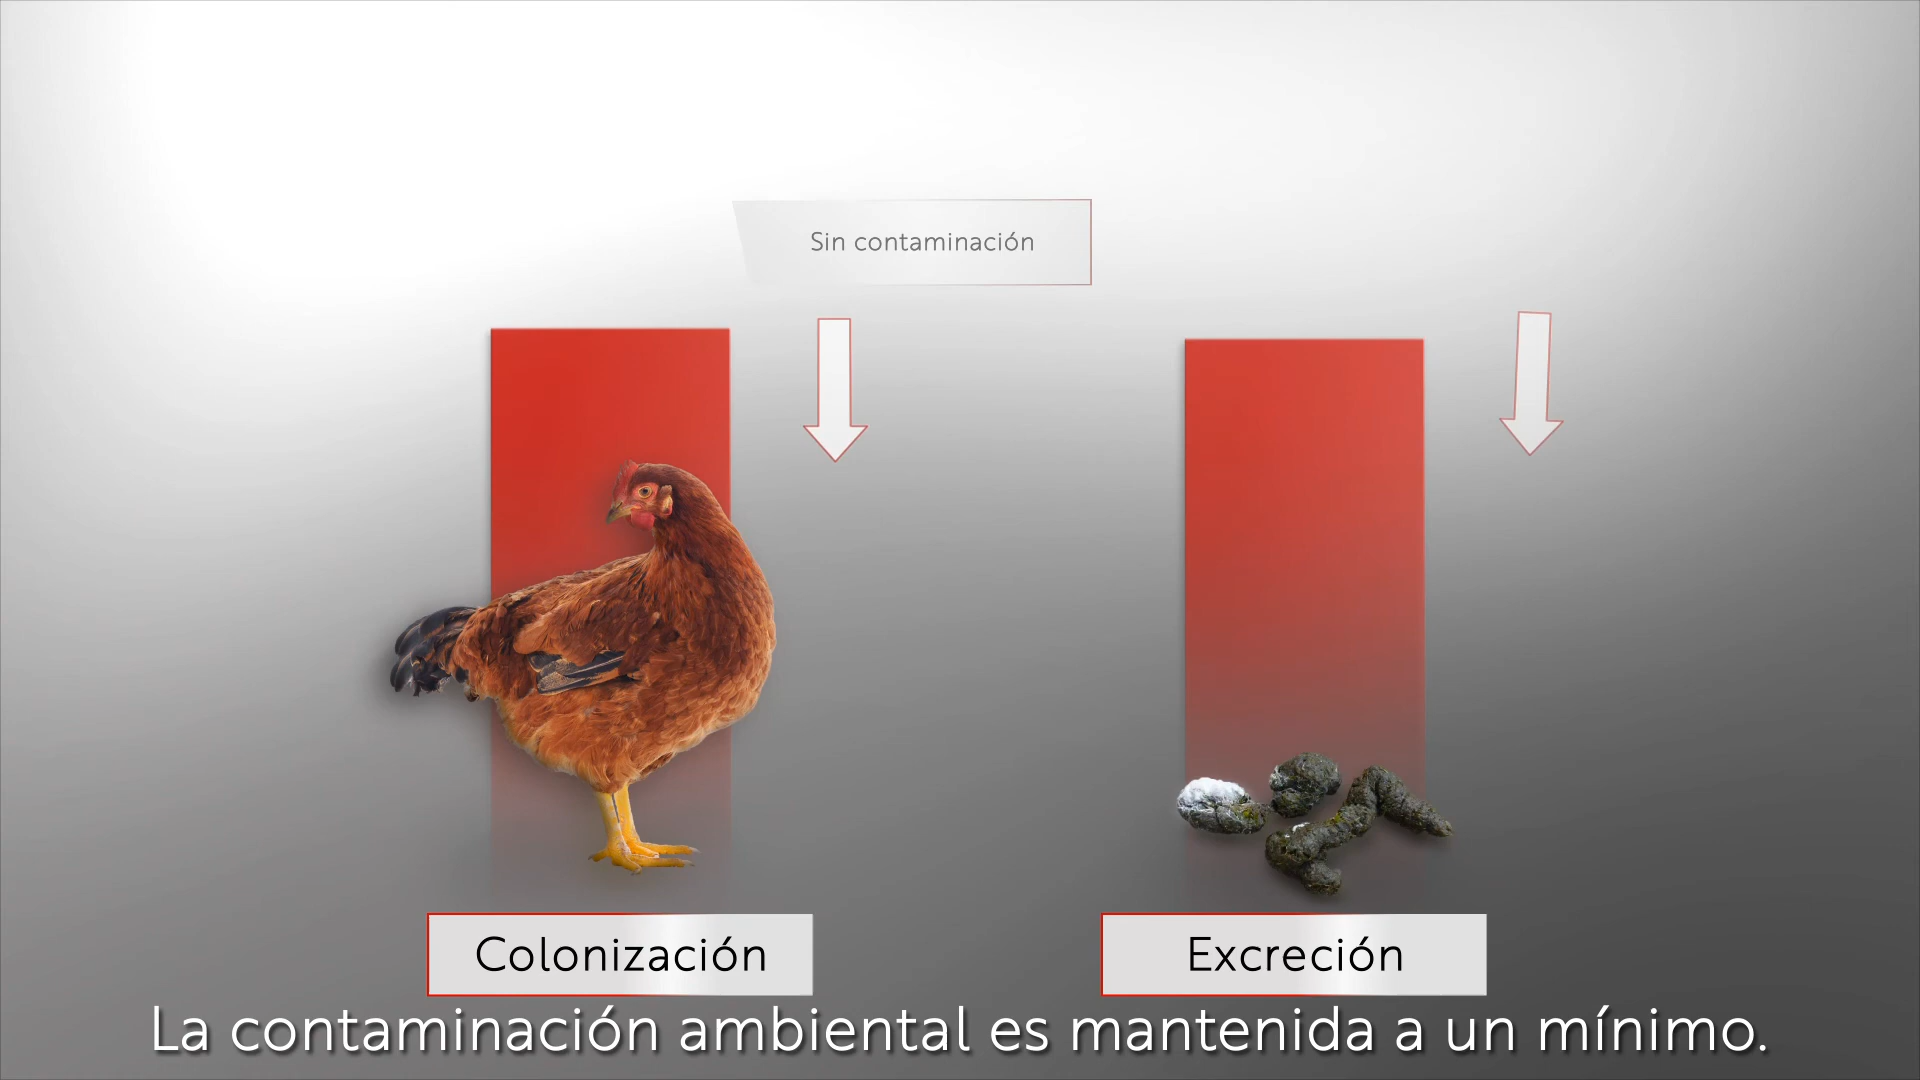 Sin contaminación
Colonización
Excreción
La contaminación ambiental es mantenida a un mínimo.